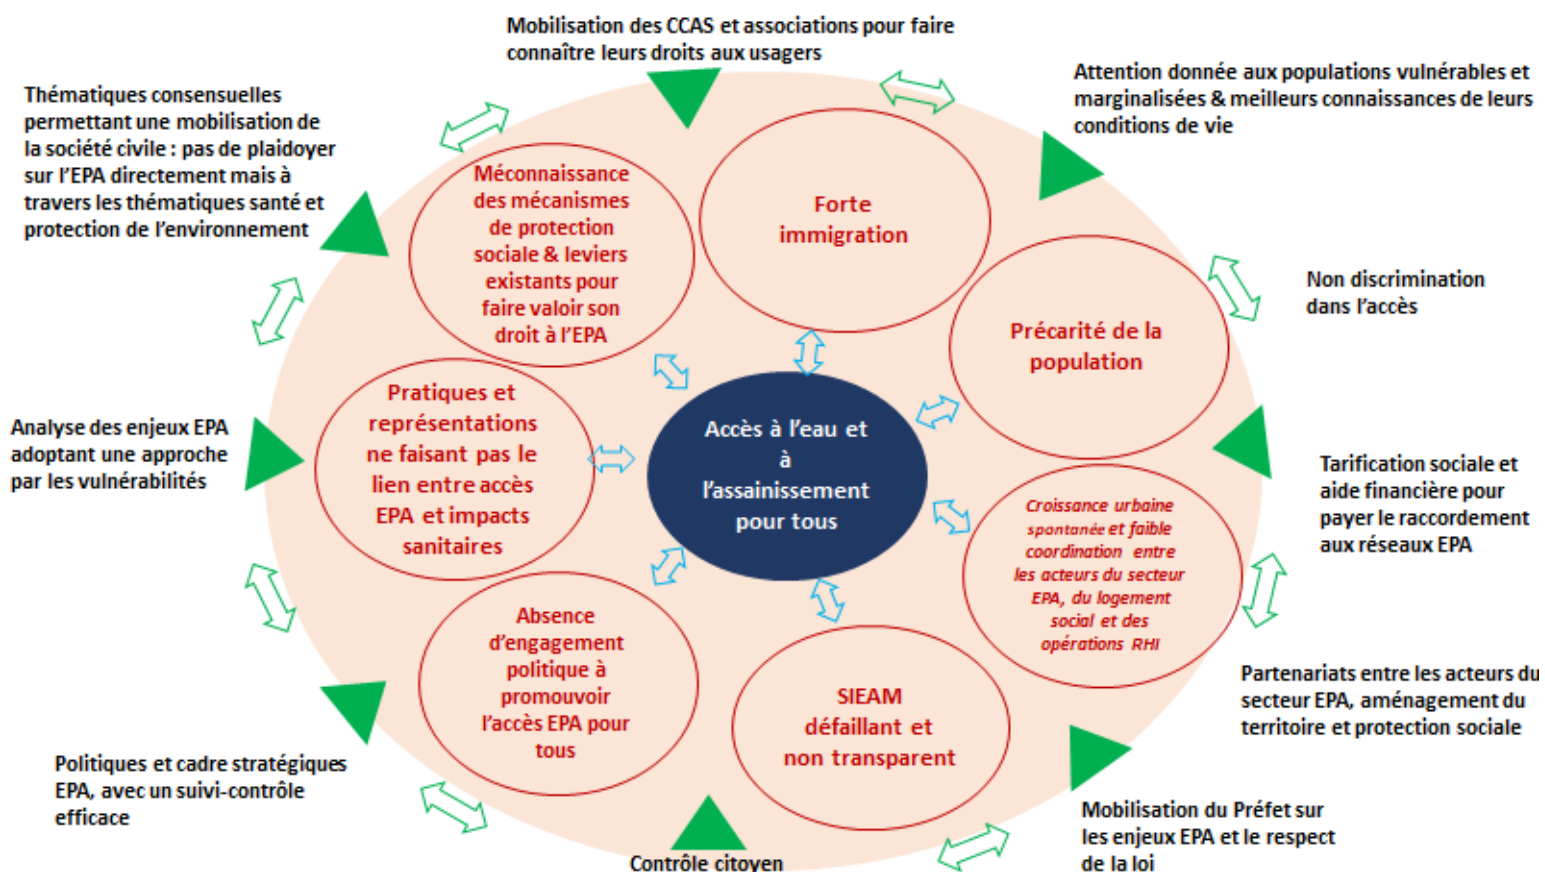 Mobilisation des CCAS et associations pour faire
connaître leurs droits aux usagers
Attention donnée aux populations vulnérables et
marginalisées & meilleurs connaissances de leurs
conditions de vie
Thématiques consensuelles
permettant une mobilisation de
la société civile : pas de plaidoyer
sur l'EPA directement mais à
travers les thématiques santé et
protection de l'environnement
Méconnaissance
des mécanismes
de protection
sociale & leviers
existants pour
faire valoir son
droit à l'EPA
Forte
immigration
Non discrimination
dans l'accès
Précarité de la
population
Pratiques et
représentations
ne faisant pas le
lien entre accès
EPA et impacts
sanitaires
Accès à l'eau et
à
l'assainissement
pour tous
Analyse des enjeux EPA
adoptant une approche
par les vulnérabilités
Tarification sociale et
aide financière pour
payer le raccordement
aux réseaux EPA
Croissance urbaine
spontanée et faible
coordination entre
les acteurs du secteur
EPA, du logement
social et des
opérations RHI
Absence
d'engagement
politique à
promouvoir
l'accès EPA pour
tous
SIEAM
défaillant et
non transparent
Partenariats entre les acteurs du
secteur EPA, aménagement du
territoire et protection sociale
Politiques et cadre stratégiques
EPA, avec un suivi-contrôle
efficace
Mobilisation du Préfet sur
les enjeux EPA et le respect
de la loi
Contrôle citoyen